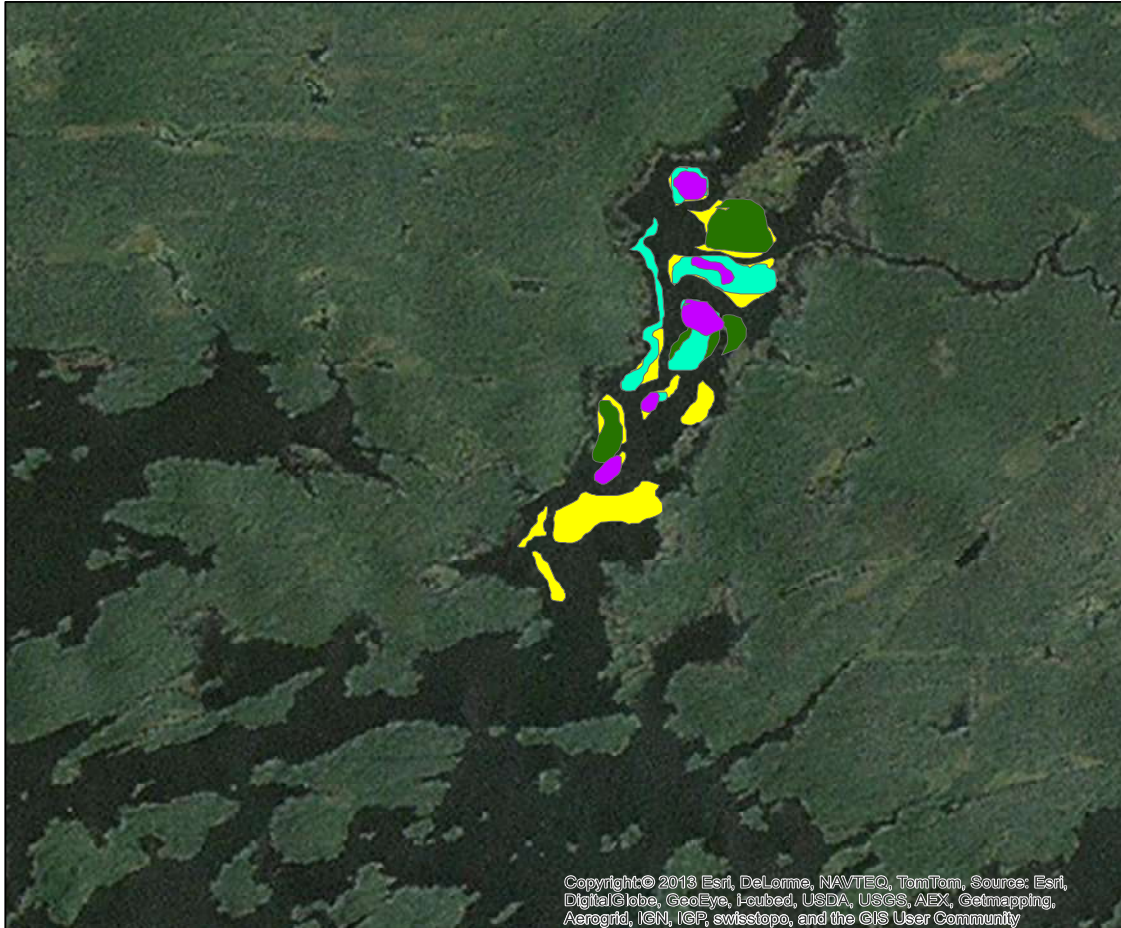 Copyright:© 2013 Esri, DeLorme, NAVTEQ, TomTom, Source: Esri,
DigitalGlobe, GeoEye, i-cubed, USDA, USGS, AEX, Getmapping,
Aerogrid, IGN, IGP, swisstopo, and the GIS User Community